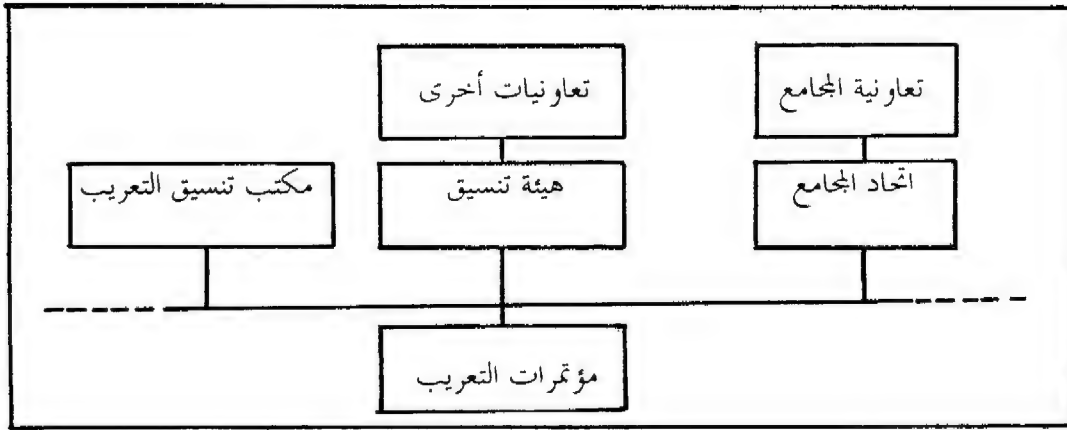 تعاونية المجامع
تعاونيات أخرى
اتحاد المجامع
هيئة تنسيق
مكتب تنسيق التعريب
مؤتمرات التعريب